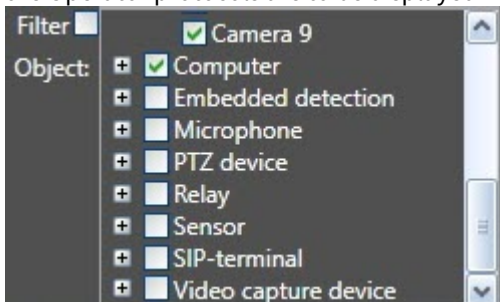 Filter
Camera 9
Object:
Computer
Embedded detection
Microphone
PTZ device
Relay
Sensor
SIP-terminal
Video capture device